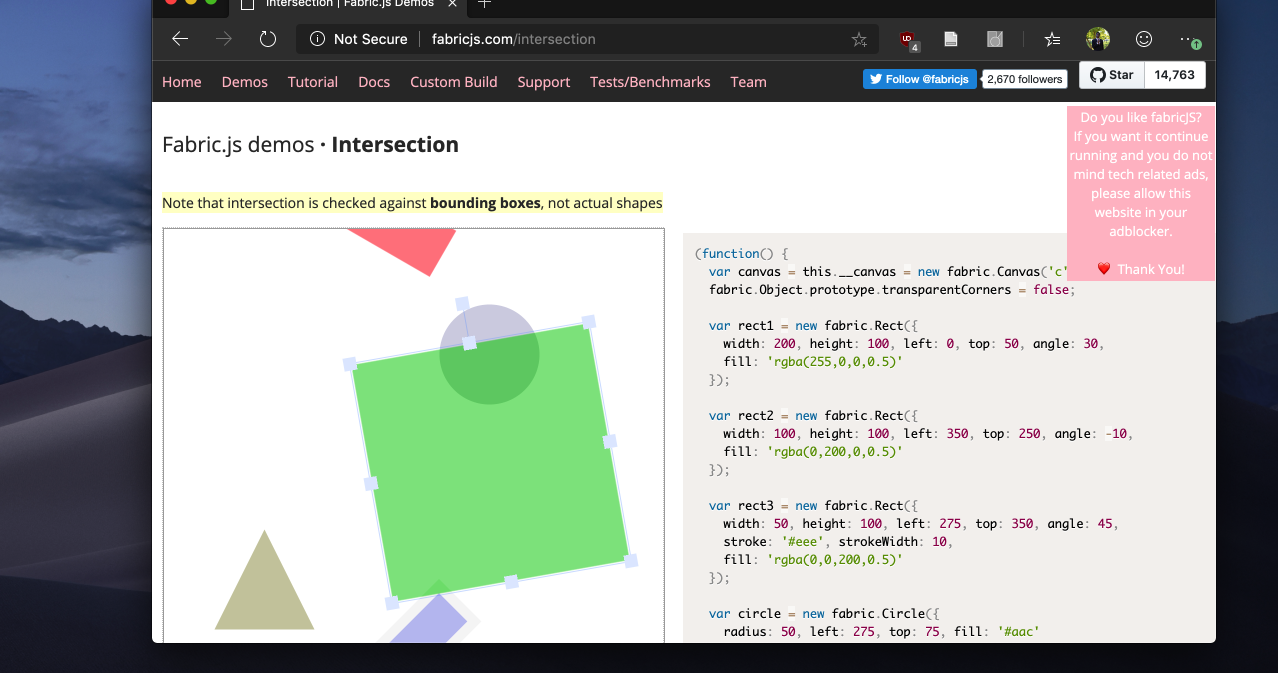 Intersection | Fabric.js Demos
Not Secure
fabricjs.com/intersection
UO
4
Home Demos Tutorial Docs Custom Build Support Tests/Benchmarks Team
Follow @fabricjs
2,670 followers
Star
14,763
Do you like fabricJS?
If you want it continue
running and you do not
mind tech related ads,
please allow this
website in your
adblocker.
❤️ Thank You!
Fabric.js demos · Intersection
Note that intersection is checked against bounding boxes, not actual shapes
(function() {
  var canvas = this.__canvas = new fabric.Canvas('c'
  fabric.Object.prototype.transparentCorners = false;
  var rect1 = new fabric.Rect({
    width: 200, height: 100, left: 0, top: 50, angle: 30,
    fill: 'rgba(255,0,0,0.5)'
  });
  var rect2 = new fabric.Rect({
    width: 100, height: 100, left: 350, top: 250, angle: -10,
    fill: 'rgba(0,200,0,0.5)'
  });
  var rect3 = new fabric.Rect({
    width: 50, height: 100, left: 275, top: 350, angle: 45,
    stroke: '#eee', strokeWidth: 10,
    fill: 'rgba(0,0,200,0.5)'
  });
  var circle = new fabric.Circle({
    radius: 50, left: 275, top: 75, fill: '#aac'